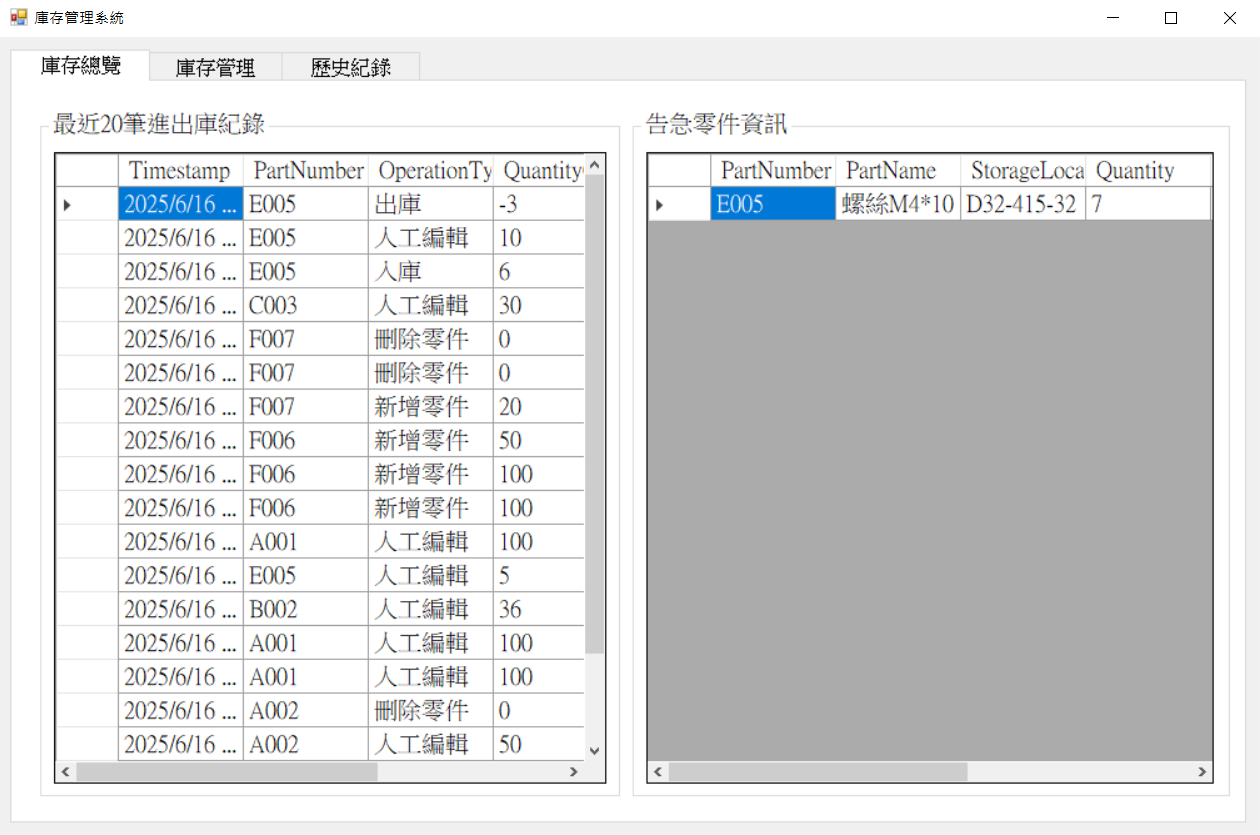 庫存管理系統
庫存總覽 庫存管理 歷史紀錄
最近20筆進出庫紀錄
Timestamp PartNumber OperationTy Quantity
2025/6/16 ... E005 出庫 -3
2025/6/16 ... E005 人工編輯 10
2025/6/16 ... E005 入庫 6
2025/6/16 ... C003 人工編輯 30
2025/6/16 ... F007 刪除零件 0
2025/6/16 ... F007 刪除零件 0
2025/6/16 ... F007 新增零件 20
2025/6/16 ... F006 新增零件 50
2025/6/16 ... F006 新增零件 100
2025/6/16 ... F006 新增零件 100
2025/6/16 ... A001 人工編輯 100
2025/6/16 ... E005 人工編輯 5
2025/6/16 ... B002 人工編輯 36
2025/6/16 ... A001 人工編輯 100
2025/6/16 ... A001 人工編輯 100
2025/6/16 ... A002 刪除零件 0
2025/6/16 ... A002 人工編輯 50
告急零件資訊
PartNumber PartName StorageLoca Quantity
E005 螺絲M4*10 D32-415-32 7